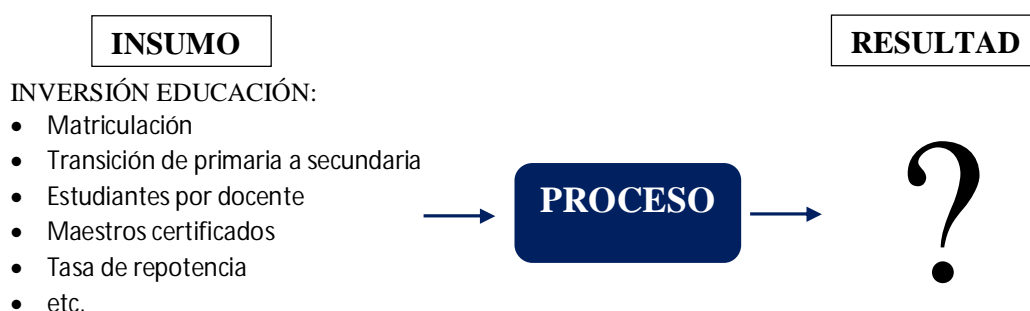 INSUMO
RESULTAD
INVERSIÓN EDUCACIÓN:
• Matriculación
• Transición de primaria a secundaria
• Estudiantes por docente
• Maestros certificados
• Tasa de repotencia
• etc.
PROCESO
?